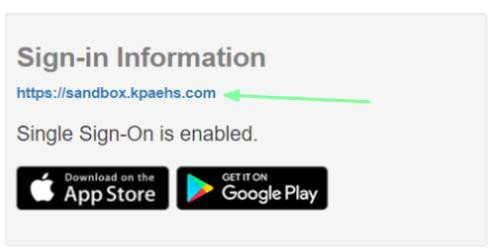 Sign-in Information
https://sandbox.kpaehs.com
Single Sign-On is enabled.
Download on the
App Store
GET IT ON
Google Play